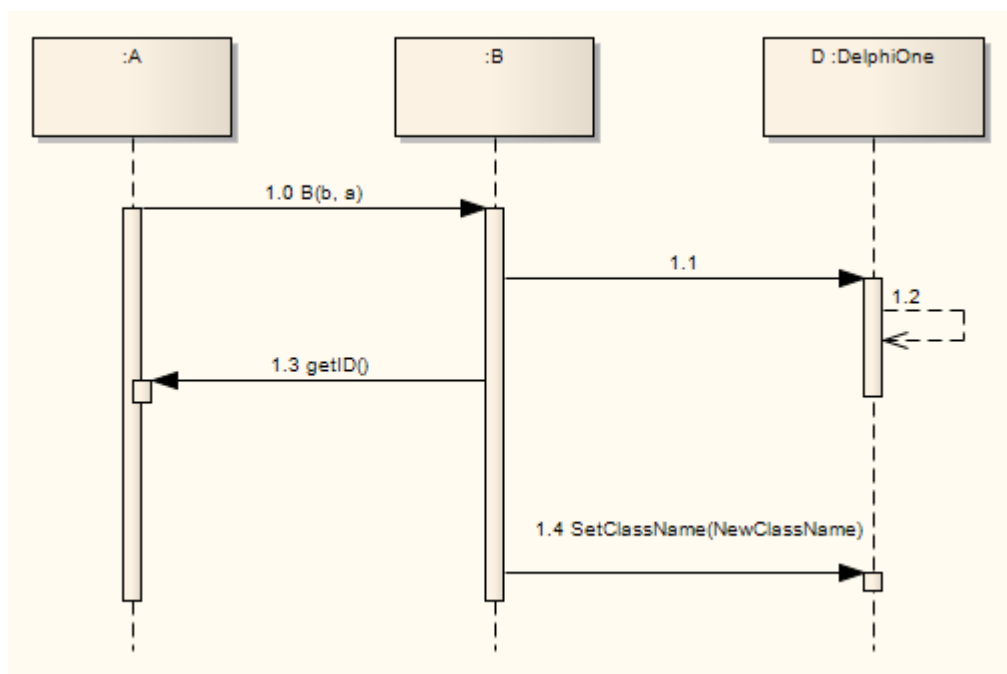 :A
:B
D :DelphiOne
1.0 B(b, a)
1.1
1.2
1.3 getID()
1.4 SetClassName(NewClassName)